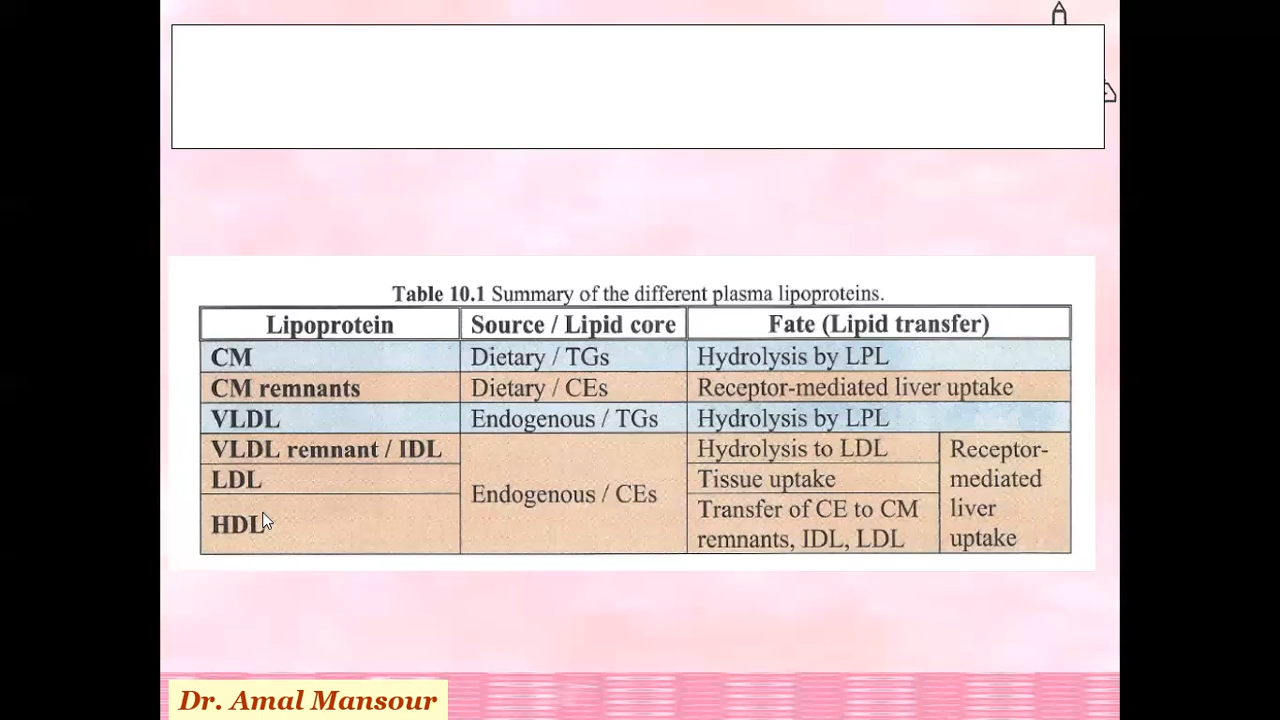 Table 10.1 Summary of the different plasma lipoproteins.
Lipoprotein Source / Lipid core Fate (Lipid transfer)
CM Dietary / TGs Hydrolysis by LPL
CM remnants Dietary / CEs Receptor-mediated liver uptake
VLDL Endogenous / TGs Hydrolysis by LPL
VLDL remnant / IDL Hydrolysis to LDL
LDL Tissue uptake
HDL
Endogenous / CEs
Transfer of CE to CM
remnants, IDL, LDL
Receptor-
mediated
liver
uptake
Dr. Amal Mansour